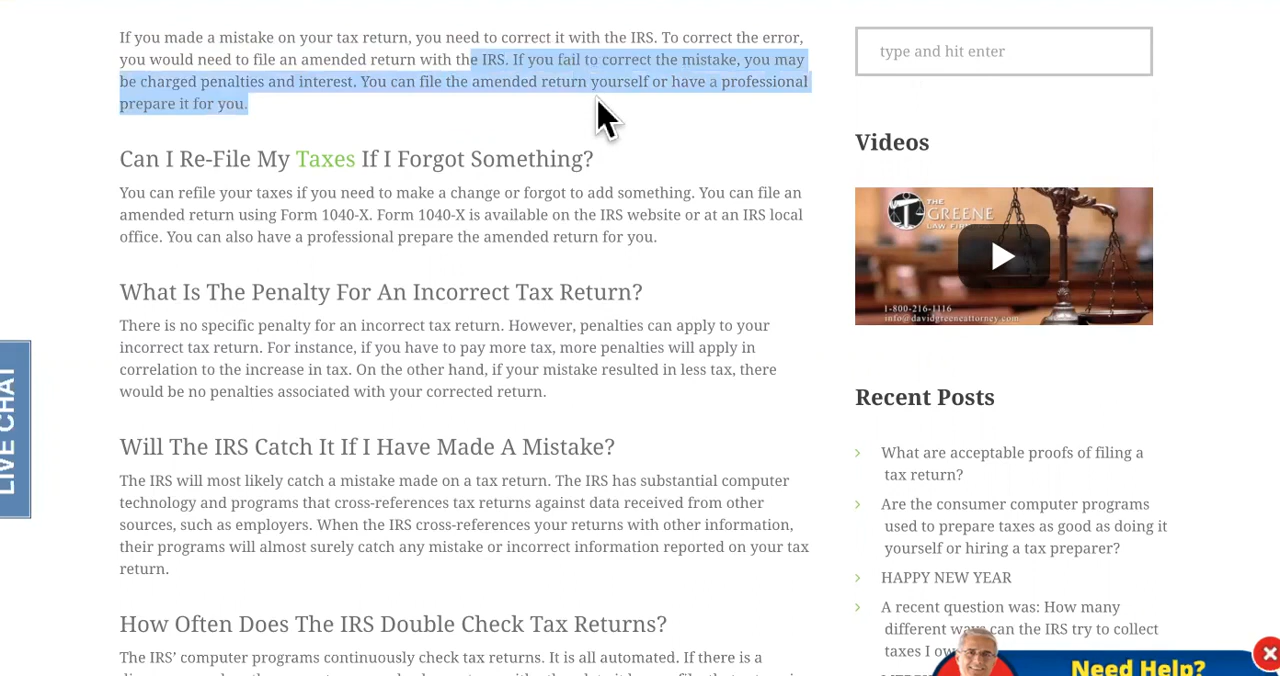 If you made a mistake on your tax return, you need to correct it with the IRS. To correct the error,
you would need to file an amended return with the IRS. If you fail to correct the mistake, you may
be charged penalties and interest. You can file the amended return yourself or have a professional
prepare it for you.
Can I Re-File My Taxes If I Forgot Something?
You can refile your taxes if you need to make a change or forgot to add something. You can file an
amended return using Form 1040-X. Form 1040-X is available on the IRS website or at an IRS local
office. You can also have a professional prepare the amended return for you.
What Is The Penalty For An Incorrect Tax Return?
There is no specific penalty for an incorrect tax return. However, penalties can apply to your
incorrect tax return. For instance, if you have to pay more tax, more penalties will apply in
correlation to the increase in tax. On the other hand, if your mistake resulted in less tax, there
would be no penalties associated with your corrected return.
Will The IRS Catch It If I Have Made A Mistake?
The IRS will most likely catch a mistake made on a tax return. The IRS has substantial computer
technology and programs that cross-references tax returns against data received from other
sources, such as employers. When the IRS cross-references your returns with other information,
their programs will almost surely catch any mistake or incorrect information reported on your tax
return.
How Often Does The IRS Double Check Tax Returns?
The IRS' computer programs continuously check tax returns. It is all automated. If there is a
LIVE CHAT
type and hit enter
Videos
THE
GREENE
LAW FIRM
1-800-216-1116
info@davidgreeneattorney.com
Recent Posts
What are acceptable proofs of filing a
tax return?
Are the consumer computer programs
used to prepare taxes as good as doing it
yourself or hiring a tax preparer?
HAPPY NEW YEAR
A recent question was: How many
different ways can the IRS try to collect
taxes I
Need Help?